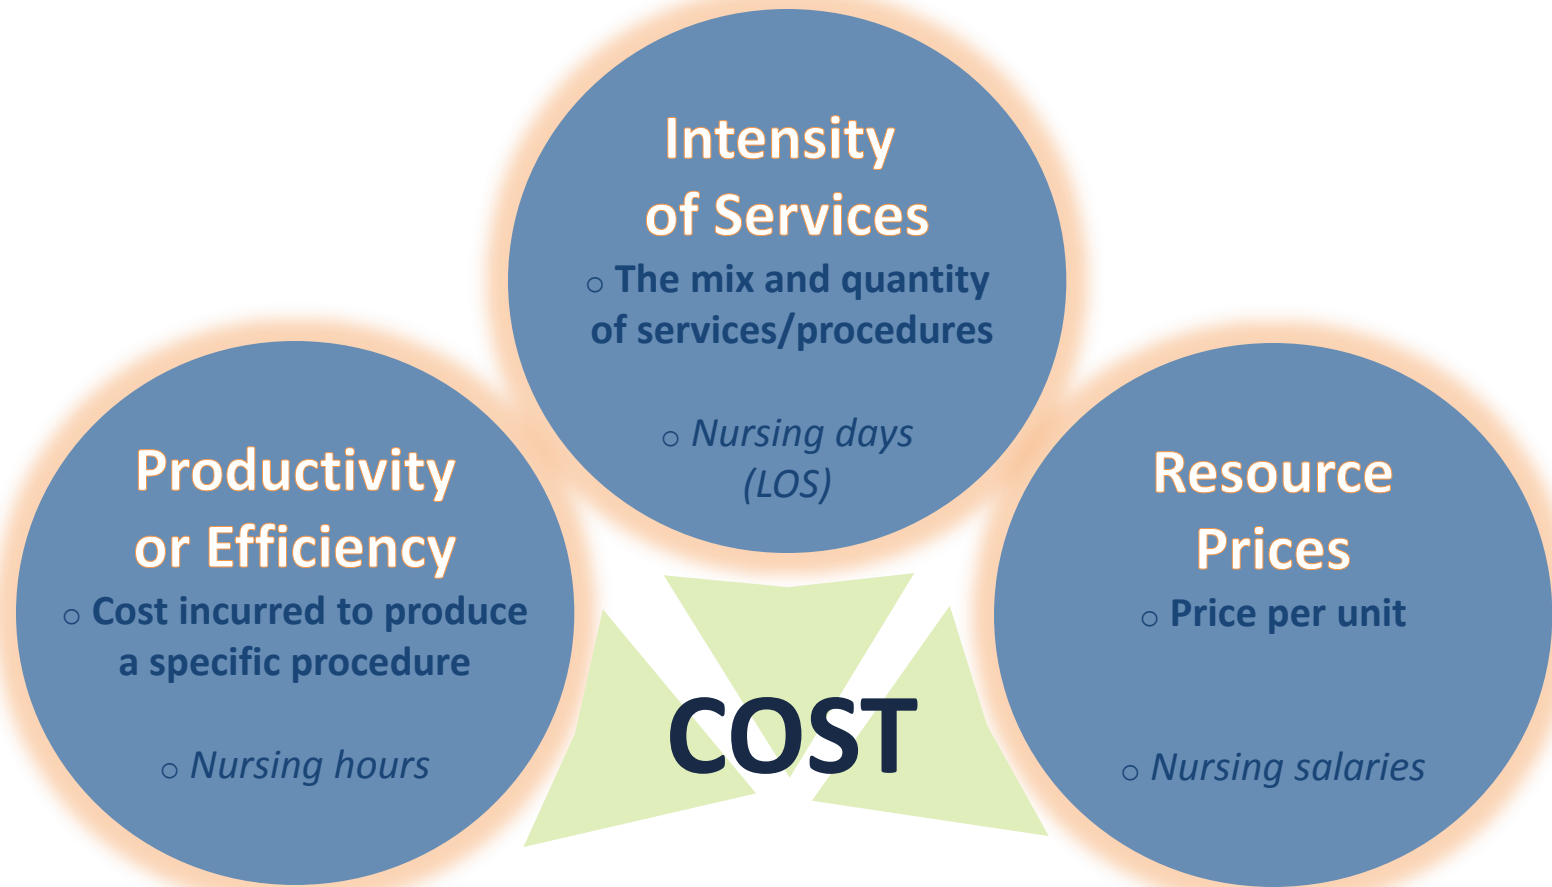 Intensity
of Services
o The mix and quantity
of services/procedures
o Nursing days
(LOS)
Productivity
or Efficiency
o Cost incurred to produce
a specific procedure
o Nursing hours
Resource
Prices
o Price per unit
o Nursing salaries
COST